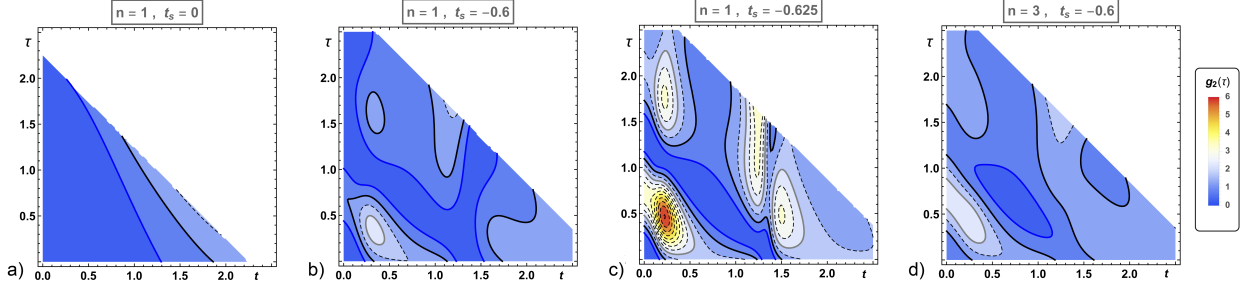 n = 1 , t_s = 0
n = 1 , t_s = −0.6
n = 1 , t_s = −0.625
n = 3 , t_s = −0.6
τ
2.0
1.5
1.0
0.5
a)
0.0 0.5 1.0 1.5 2.0 t
τ
2.0
1.5
1.0
0.5
b)
0.0 0.5 1.0 1.5 2.0 t
τ
2.0
1.5
1.0
0.5
c)
0.0 0.5 1.0 1.5 2.0 t
τ
2.0
1.5
1.0
0.5
d)
0.0 0.5 1.0 1.5 2.0 t
g₂(τ)
6
5
4
3
2
1
0